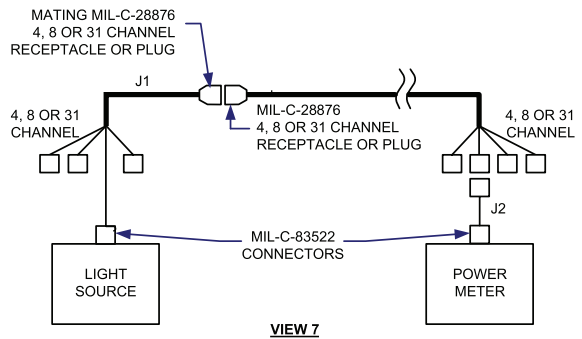 MATING MIL-C-28876
4, 8 OR 31 CHANNEL
RECEPTACLE OR PLUG
J1
4, 8 OR 31
CHANNEL
MIL-C-28876
4, 8 OR 31 CHANNEL
RECEPTACLE OR PLUG
4, 8 OR 31
CHANNEL
J2
MIL-C-83522
CONNECTORS
LIGHT
SOURCE
POWER
METER
VIEW 7